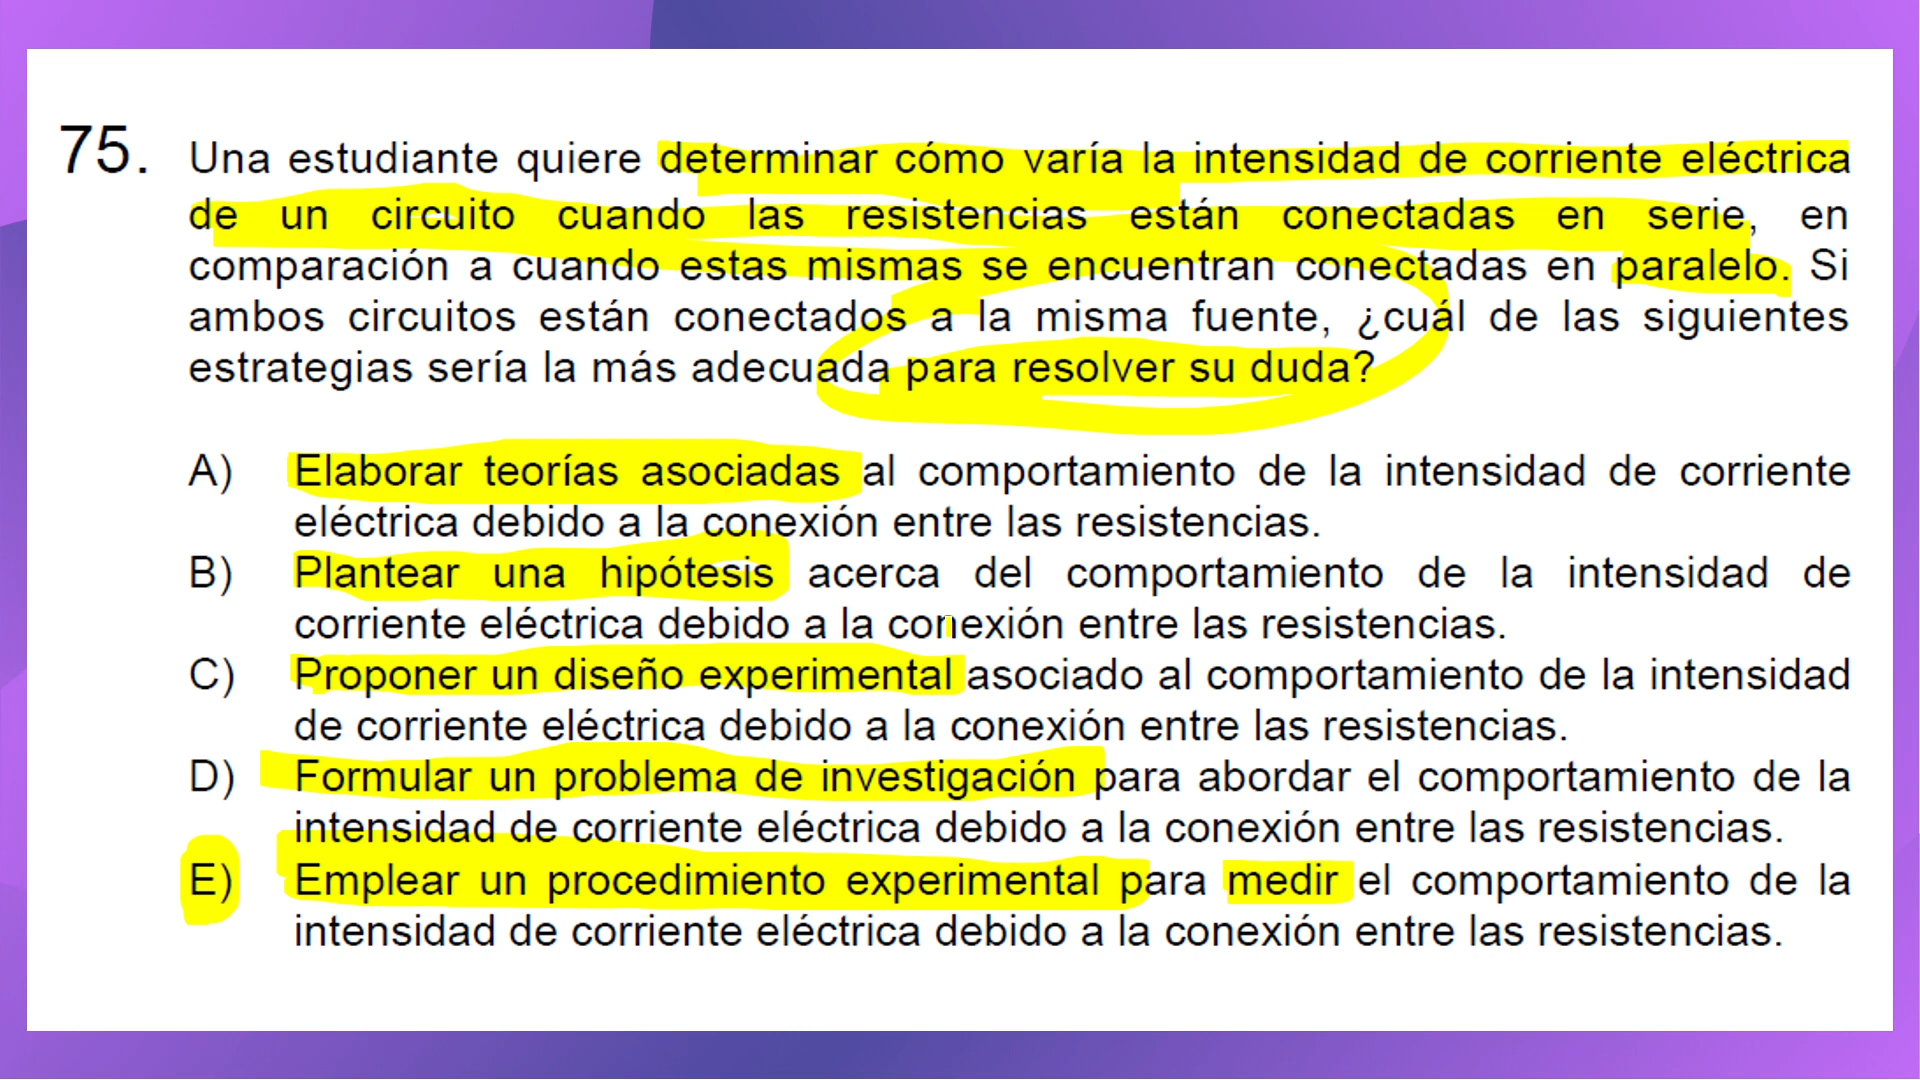 75. Una estudiante quiere determinar cómo varía la intensidad de corriente eléctrica
de un circuito cuando las resistencias están conectadas en serie, en
comparación a cuando estas mismas se encuentran conectadas en paralelo. Si
ambos circuitos están conectados a la misma fuente, ¿cuál de las siguientes
estrategias sería la más adecuada para resolver su duda?
A) Elaborar teorías asociadas al comportamiento de la intensidad de corriente
eléctrica debido a la conexión entre las resistencias.
B) Plantear una hipótesis acerca del comportamiento de la intensidad de
corriente eléctrica debido a la conexión entre las resistencias.
C) Proponer un diseño experimental asociado al comportamiento de la intensidad
de corriente eléctrica debido a la conexión entre las resistencias.
D) Formular un problema de investigación para abordar el comportamiento de la
intensidad de corriente eléctrica debido a la conexión entre las resistencias.
E) Emplear un procedimiento experimental para medir el comportamiento de la
intensidad de corriente eléctrica debido a la conexión entre las resistencias.